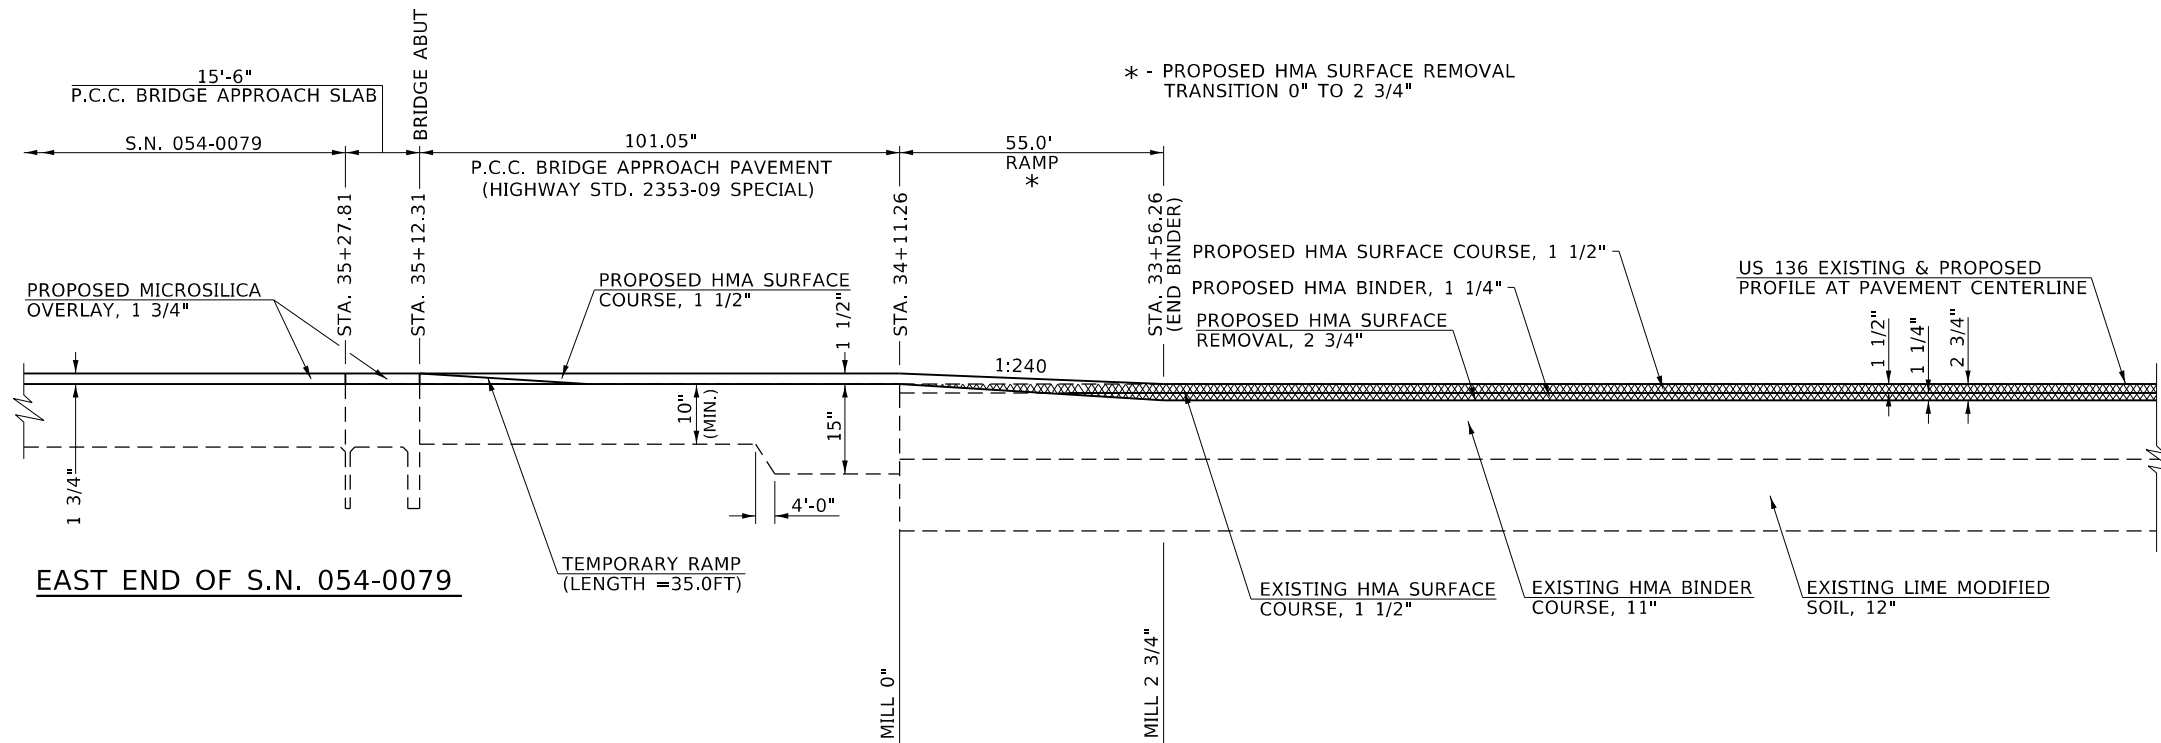 15'-6"
P.C.C. BRIDGE APPROACH SLAB
BRIDGE ABUT
* - PROPOSED HMA SURFACE REMOVAL
TRANSITION 0" TO 2 3/4"
S.N. 054-0079
101.05"
P.C.C. BRIDGE APPROACH PAVEMENT
(HIGHWAY STD. 2353-09 SPECIAL)
55.0'
RAMP
*
STA. 35+27.81
STA. 35+12.31
STA. 34+11.26
STA. 33+56.26
(END BINDER)
PROPOSED MICROSILICA
OVERLAY, 1 3/4"
PROPOSED HMA SURFACE
COURSE, 1 1/2"
1 1/2"
PROPOSED HMA SURFACE COURSE, 1 1/2"
PROPOSED HMA BINDER, 1 1/4"
PROPOSED HMA SURFACE
REMOVAL, 2 3/4"
US 136 EXISTING & PROPOSED
PROFILE AT PAVEMENT CENTERLINE
1 1/2"
1 1/4"
2 3/4"
1:240
10"
(MIN.)
15"
1 3/4"
4'-0"
TEMPORARY RAMP
(LENGTH =35.0FT)
EAST END OF S.N. 054-0079
EXISTING HMA SURFACE
COURSE, 1 1/2"
EXISTING HMA BINDER
COURSE, 11"
EXISTING LIME MODIFIED
SOIL, 12"
MILL 0"
MILL 2 3/4"